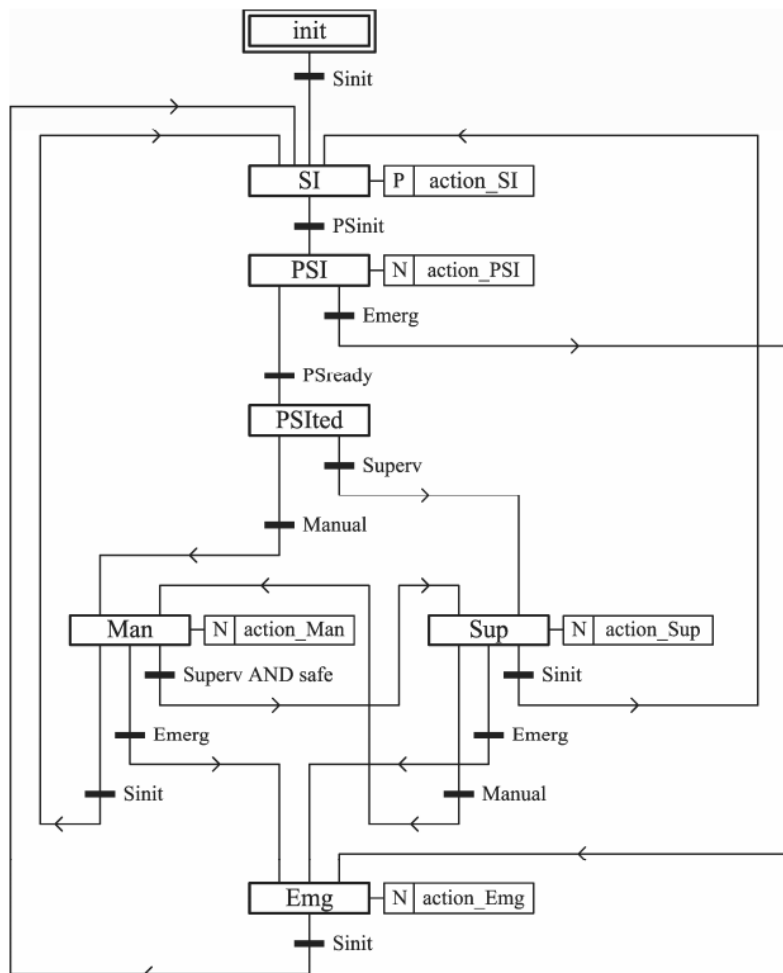 init
Sinit
SI
P action_SI
PSinit
PSI
N action_PSI
Emerg
PSready
PSIted
Superv
Manual
Man
N action_Man
Sup
N action_Sup
Superv AND safe
Sinit
Emerg
Emerg
Sinit
Manual
Emg
N action_Emg
Sinit